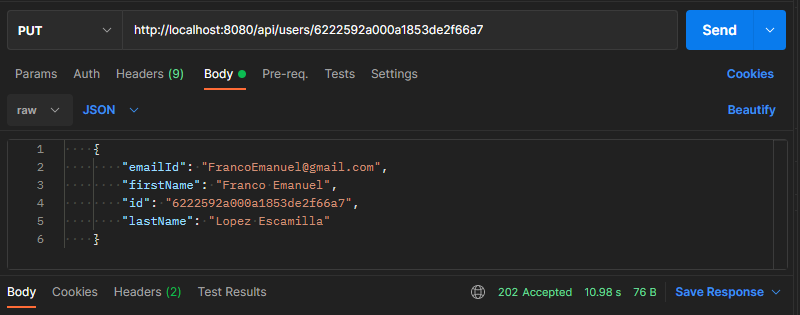 PUT http://localhost:8080/api/users/6222592a000a1853de2f66a7 Send
Params Auth Headers (9) Body Pre-req. Tests Settings Cookies
raw JSON Beautify
1 {
2 "emailId": "FrancoEmanuel@gmail.com",
3 "firstName": "Franco Emanuel",
4 "id": "6222592a000a1853de2f66a7",
5 "lastName": "Lopez Escamilla"
6 }
Body Cookies Headers (2) Test Results 202 Accepted 10.98 s 76 B Save Response